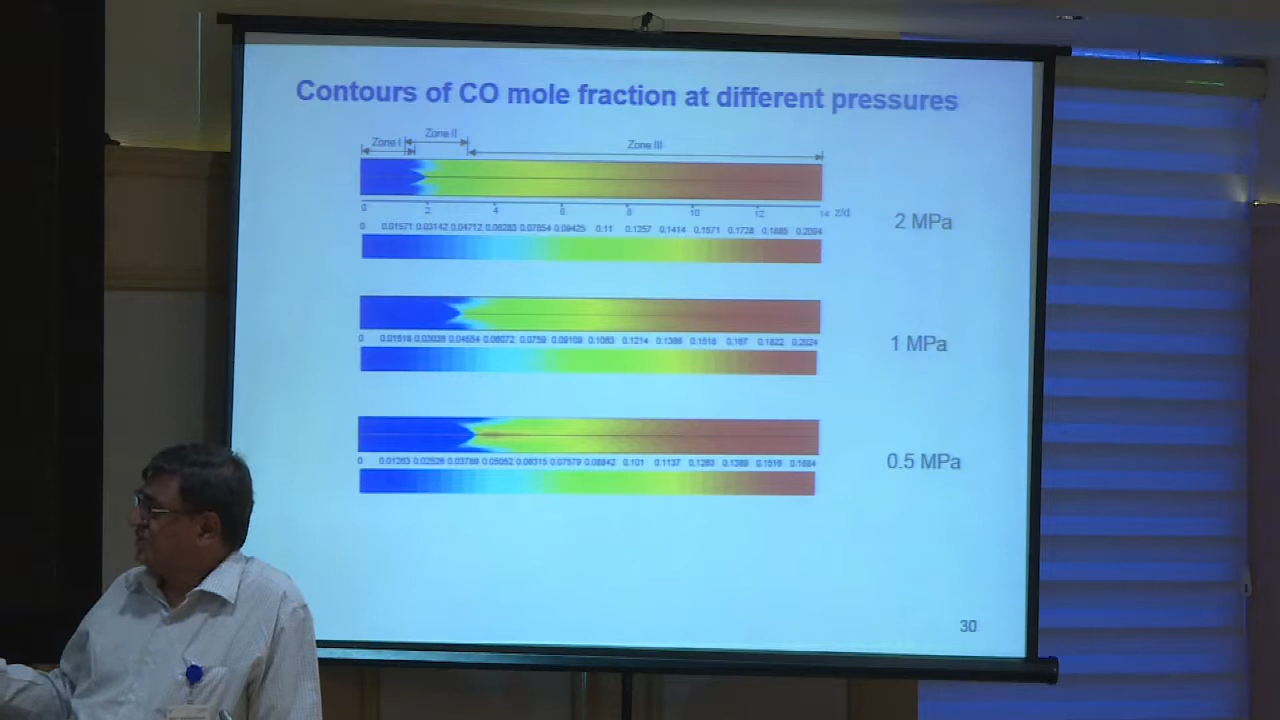 Contours of CO mole fraction at different pressures
Zone I Zone II Zone III
0 2 4 6 8 10 12 14 z/d
2 MPa
0 0.01571 0.03142 0.04712 0.06283 0.07854 0.09425 0.11 0.1257 0.1414 0.1571 0.1728 0.1885 0.2094
1 MPa
0 0.01518 0.03036 0.04554 0.06072 0.0759 0.09109 0.1063 0.1214 0.1366 0.1518 0.167 0.1822 0.2024
0.5 MPa
0 0.01263 0.02526 0.03789 0.05052 0.06315 0.07579 0.08842 0.101 0.1137 0.1263 0.1389 0.1516 0.1684
30